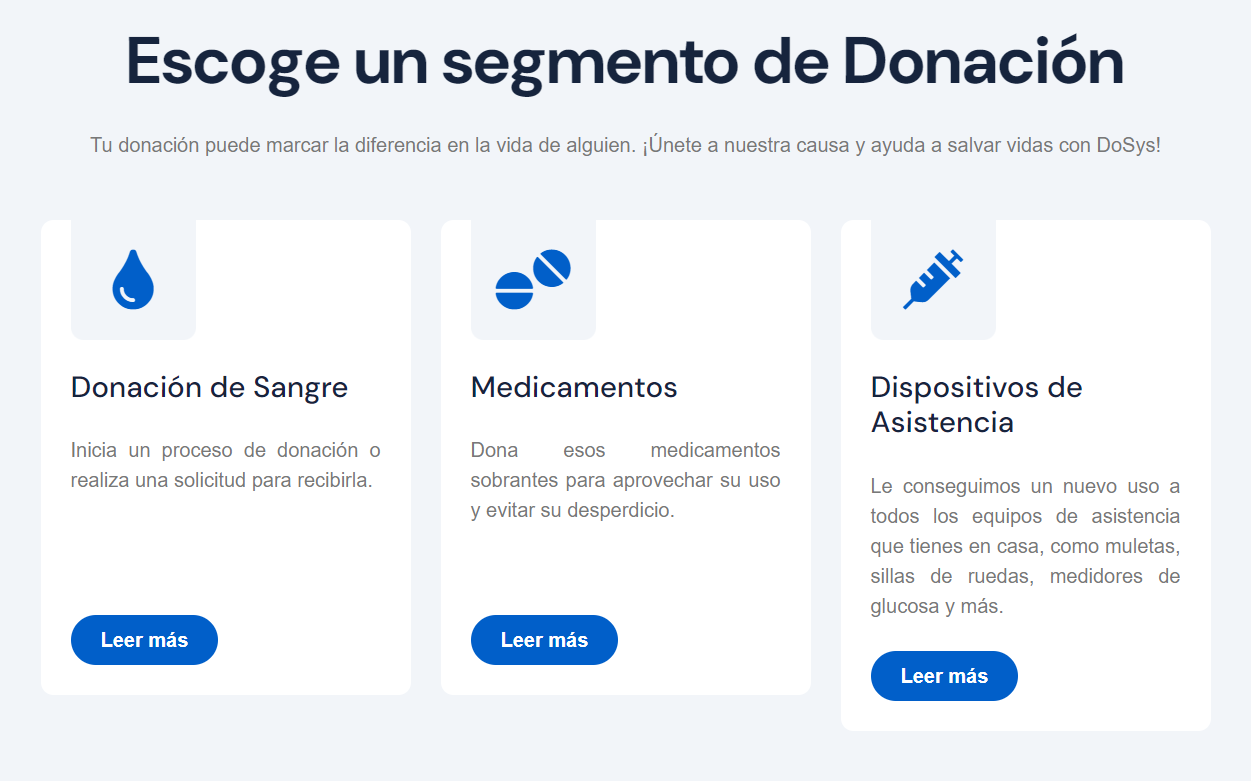 Escoge un segmento de Donación
Tu donación puede marcar la diferencia en la vida de alguien. ¡Únete a nuestra causa y ayuda a salvar vidas con DoSys!
Donación de Sangre
Inicia un proceso de donación o
realiza una solicitud para recibirla.
Leer más
Medicamentos
Dona esos medicamentos
sobrantes para aprovechar su uso
y evitar su desperdicio.
Leer más
Dispositivos de
Asistencia
Le conseguimos un nuevo uso a
todos los equipos de asistencia
que tienes en casa, como muletas,
sillas de ruedas, medidores de
glucosa y más.
Leer más